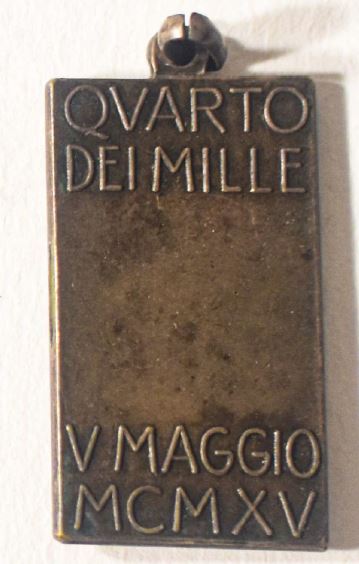 QVARTO
DEI MILLE
V MAGGIO
MCMXV